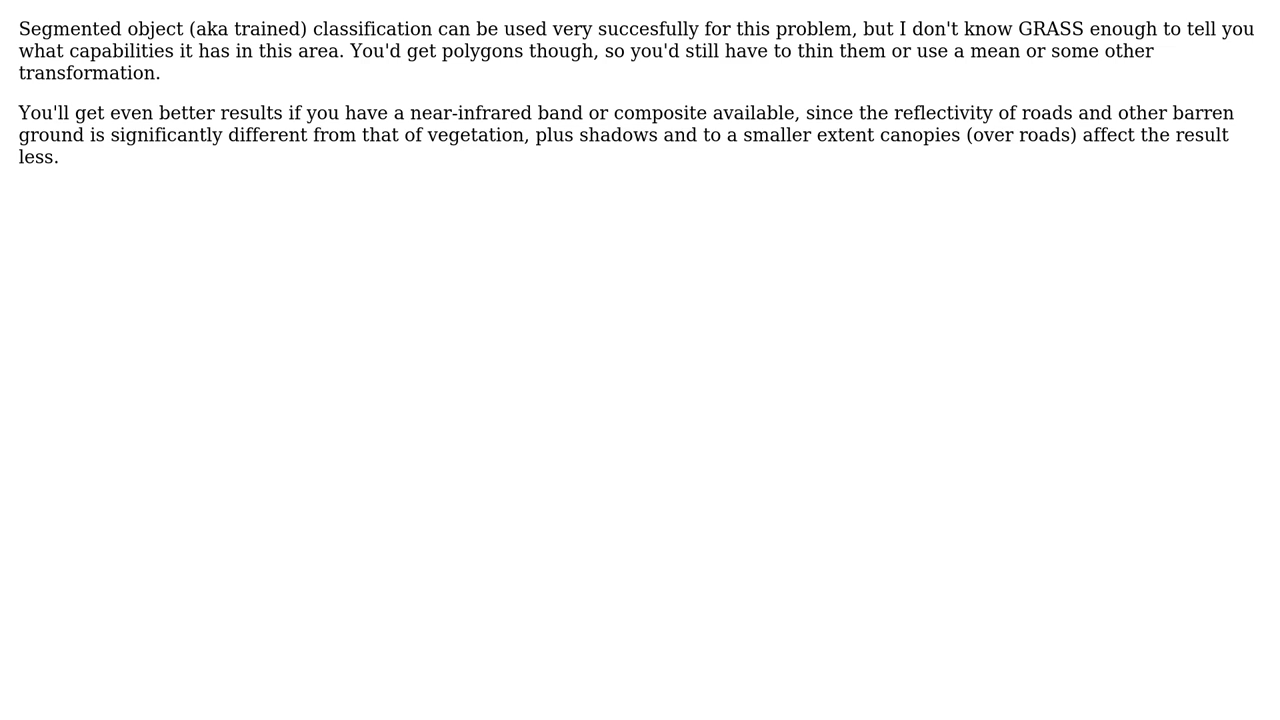 Segmented object (aka trained) classification can be used very succesfully for this problem, but I don't know GRASS enough to tell you
what capabilities it has in this area. You'd get polygons though, so you'd still have to thin them or use a mean or some other
transformation.
You'll get even better results if you have a near-infrared band or composite available, since the reflectivity of roads and other barren
ground is significantly different from that of vegetation, plus shadows and to a smaller extent canopies (over roads) affect the result
less.